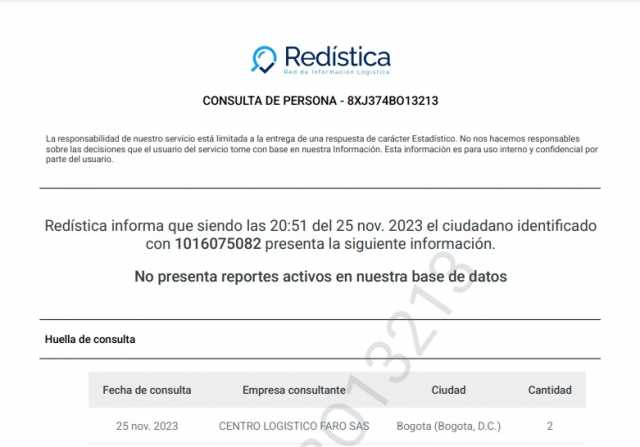 Redística
Red de Información Logística
CONSULTA DE PERSONA - 8XJ374BO13213
La responsabilidad de nuestro servicio está limitada a la entrega de una respuesta de carácter Estadístico. No nos hacemos responsables
sobre las decisiones que el usuario del servicio tome con base en nuestra Información. Esta información es para uso interno y confidencial por
parte del usuario.
Redística informa que siendo las 20:51 del 25 nov. 2023 el ciudadano identificado
con 1016075082 presenta la siguiente información.
No presenta reportes activos en nuestra base de datos
Huella de consulta
Fecha de consulta Empresa consultante Ciudad Cantidad
25 nov. 2023 CENTRO LOGISTICO FARO SAS Bogota (Bogota, D.C.) 2